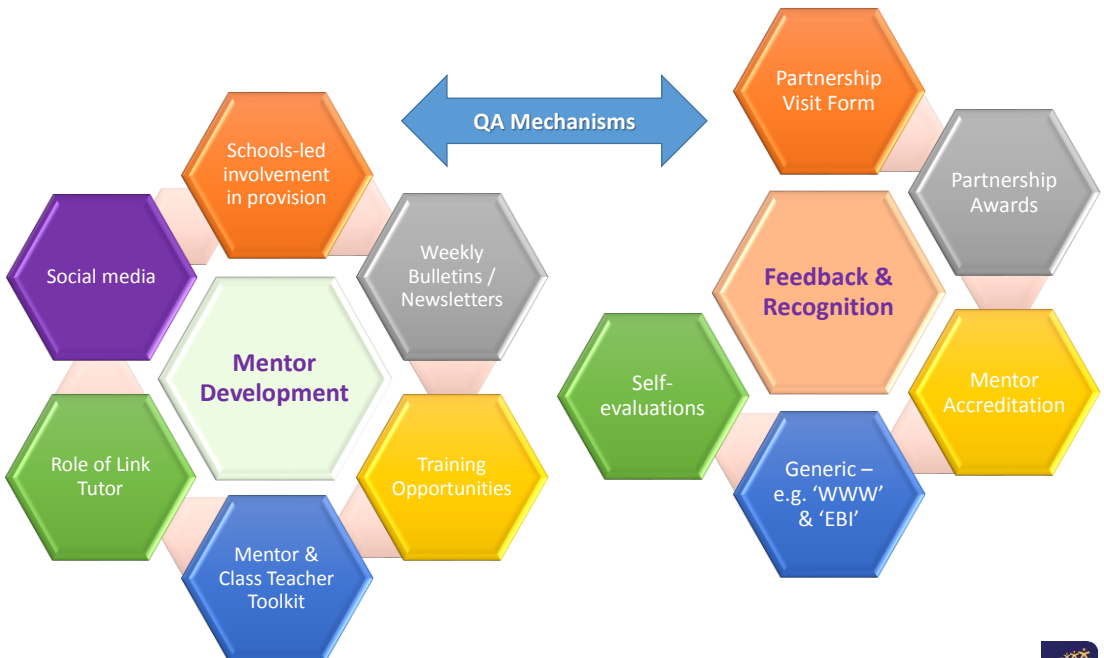 QA Mechanisms
Schools-led
involvement
in provision
Social media
Weekly
Bulletins /
Newsletters
Mentor
Development
Role of Link
Tutor
Training
Opportunities
Mentor &
Class Teacher
Toolkit
Partnership
Visit Form
Partnership
Awards
Feedback &
Recognition
Self-
evaluations
Mentor
Accreditation
Generic –
e.g. ‘WWW’
& ‘EBI’